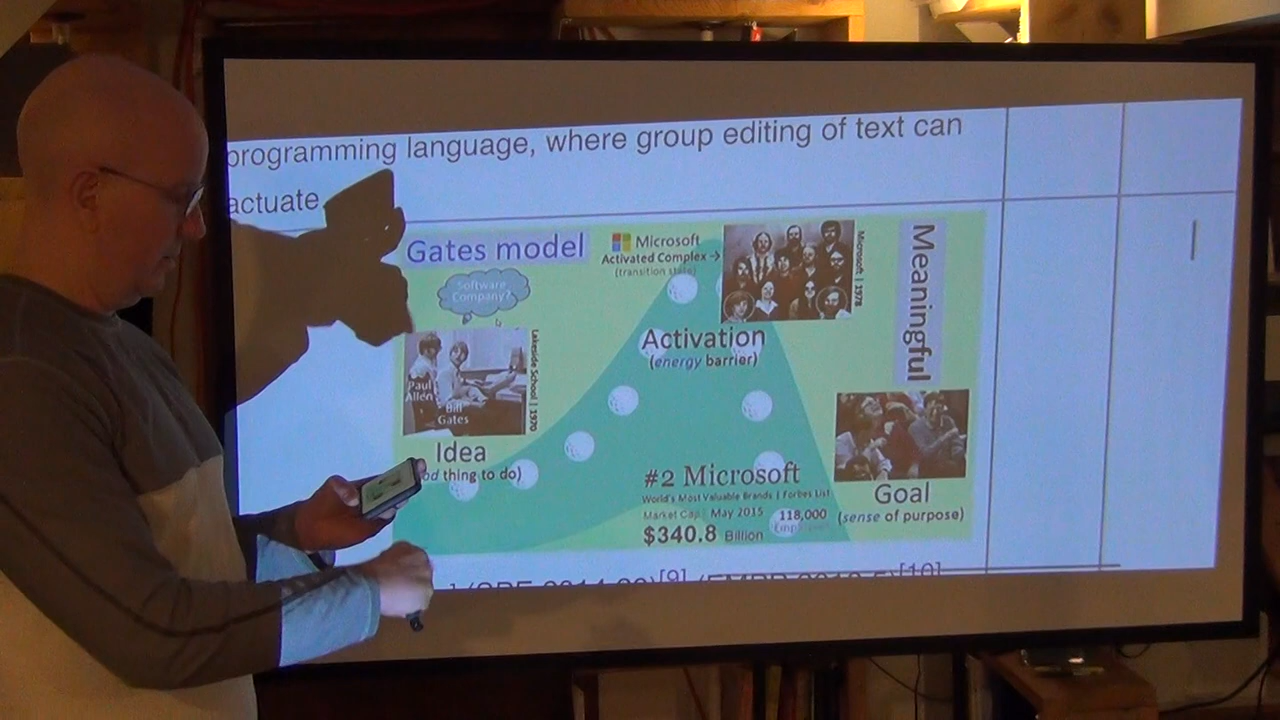 programming language, where group editing of text can
actuate
Gates model
Microsoft
Activated Complex →
(transition state)
Software
Company?
Microsoft | 1978
Meaningful
Activation
(energy barrier)
Lakeside School | 1970
Paul
Allen
Bill
Gates
Idea
thing to do)
#2 Microsoft
World's Most Valuable Brands | Forbes List
Market Cap | May 2015
118,000
$340.8 Billion
Goal
(sense of purpose)
[9]
[10]